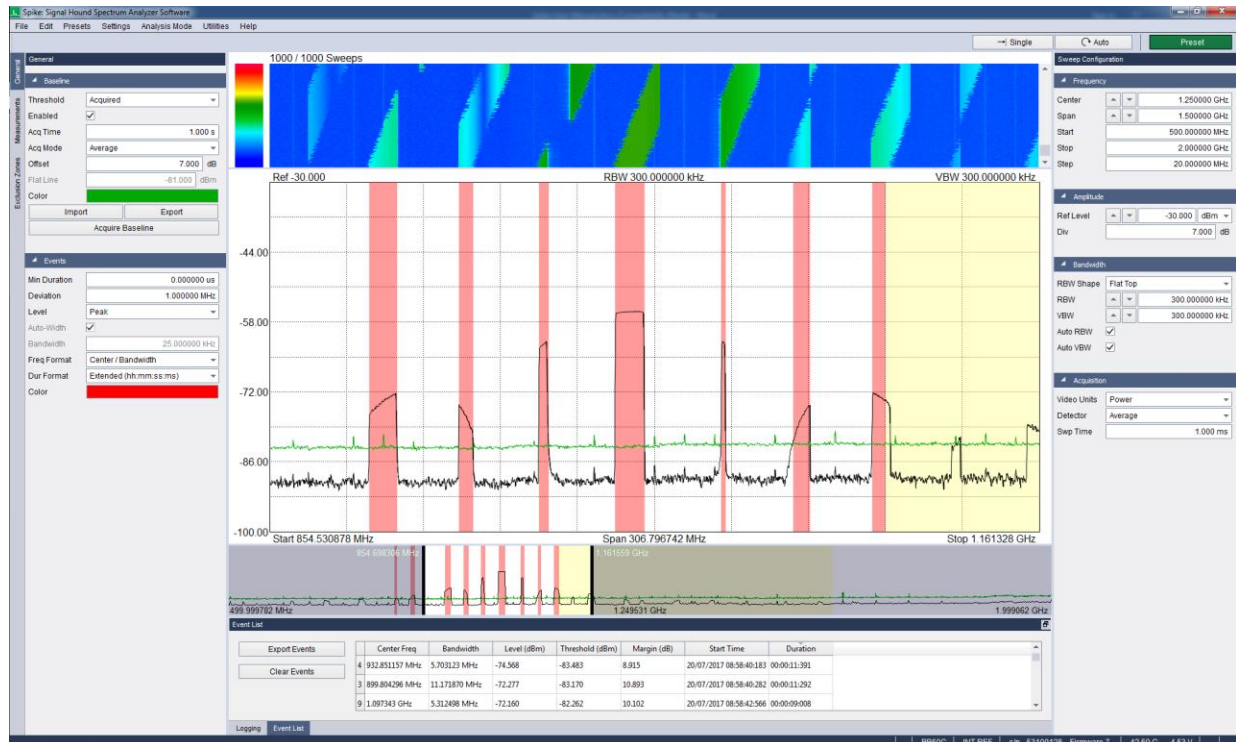 Spike: Signal Hound Spectrum Analyzer Software
File Edit Presets Settings Analysis Mode Utilities Help
Single Auto Preset
General
Measurements
Exclusion Zones
General
Baseline
Threshold Acquired
Enabled
Acq Time 1.000 s
Acq Mode Average
Offset 7.000 dB
Flat Line -81.000 dBm
Color
Import Export
Acquire Baseline
Events
Min Duration 0.000000 us
Deviation 1.000000 MHz
Level Peak
Auto-Width
Bandwidth 25.000000 kHz
Freq Format Center / Bandwidth
Dur Format Extended (hh:mm:ss:ms)
Color
1000 / 1000 Sweeps
Ref -30.000 RBW 300.000000 kHz VBW 300.000000 kHz
-44.00
-58.00
-72.00
-86.00
-100.00
Start 854.530878 MHz Span 306.796742 MHz Stop 1.161328 GHz
854.698306 MHz 1.161559 GHz
499.999782 MHz 1.249531 GHz 1.999062 GHz
Event List
Export Events
Clear Events
Center Freq Bandwidth Level (dBm) Threshold (dBm) Margin (dB) Start Time Duration
4 932.851157 MHz 5.703123 MHz -74.568 -83.483 8.915 20/07/2017 08:58:40:183 00:00:11:391
3 899.804296 MHz 11.171870 MHz -72.277 -83.170 10.893 20/07/2017 08:58:40:282 00:00:11:292
9 1.097343 GHz 5.312498 MHz -72.160 -82.262 10.102 20/07/2017 08:58:42:566 00:00:09:008
Logging Event List
Sweep Configuration
Frequency
Center 1.250000 GHz
Span 1.500000 GHz
Start 500.000000 MHz
Stop 2.000000 GHz
Step 20.000000 MHz
Amplitude
Ref Level -30.000 dBm
Div 7.000 dB
Bandwidth
RBW Shape Flat Top
RBW 300.000000 kHz
VBW 300.000000 kHz
Auto RBW
Auto VBW
Acquisition
Video Units Power
Detector Average
Swp Time 1.000 ms